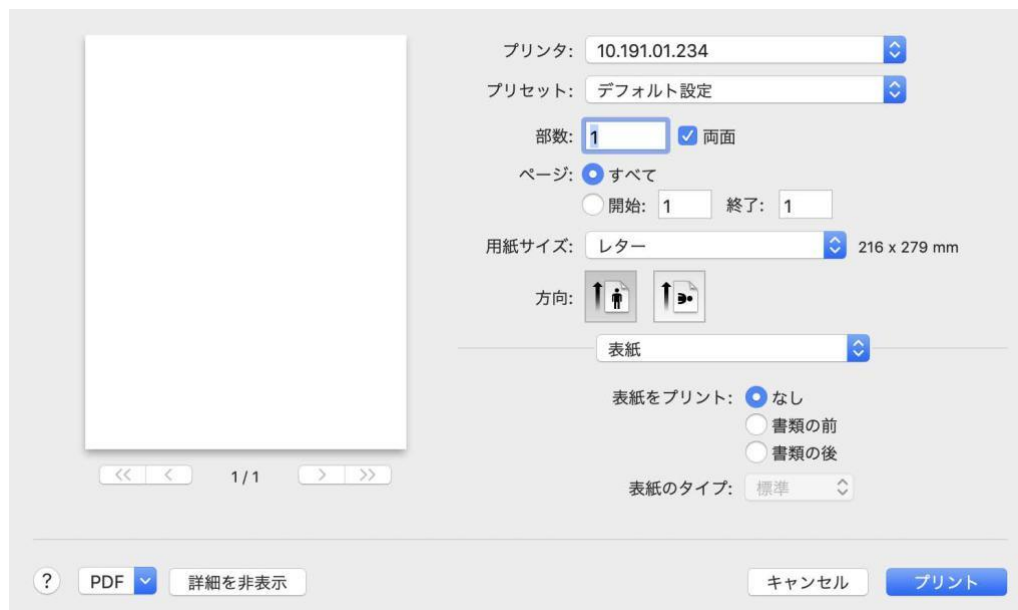 プリンタ: 10.191.01.234
プリセット: デフォルト設定
部数: 1 両面
ページ: すべて
開始: 1 終了: 1
用紙サイズ: レター 216 x 279 mm
方向:
表紙
表紙をプリント: なし
書類の前
書類の後
表紙のタイプ: 標準
<< < 1 / 1 > >>
? PDF 詳細を非表示 キャンセル プリント